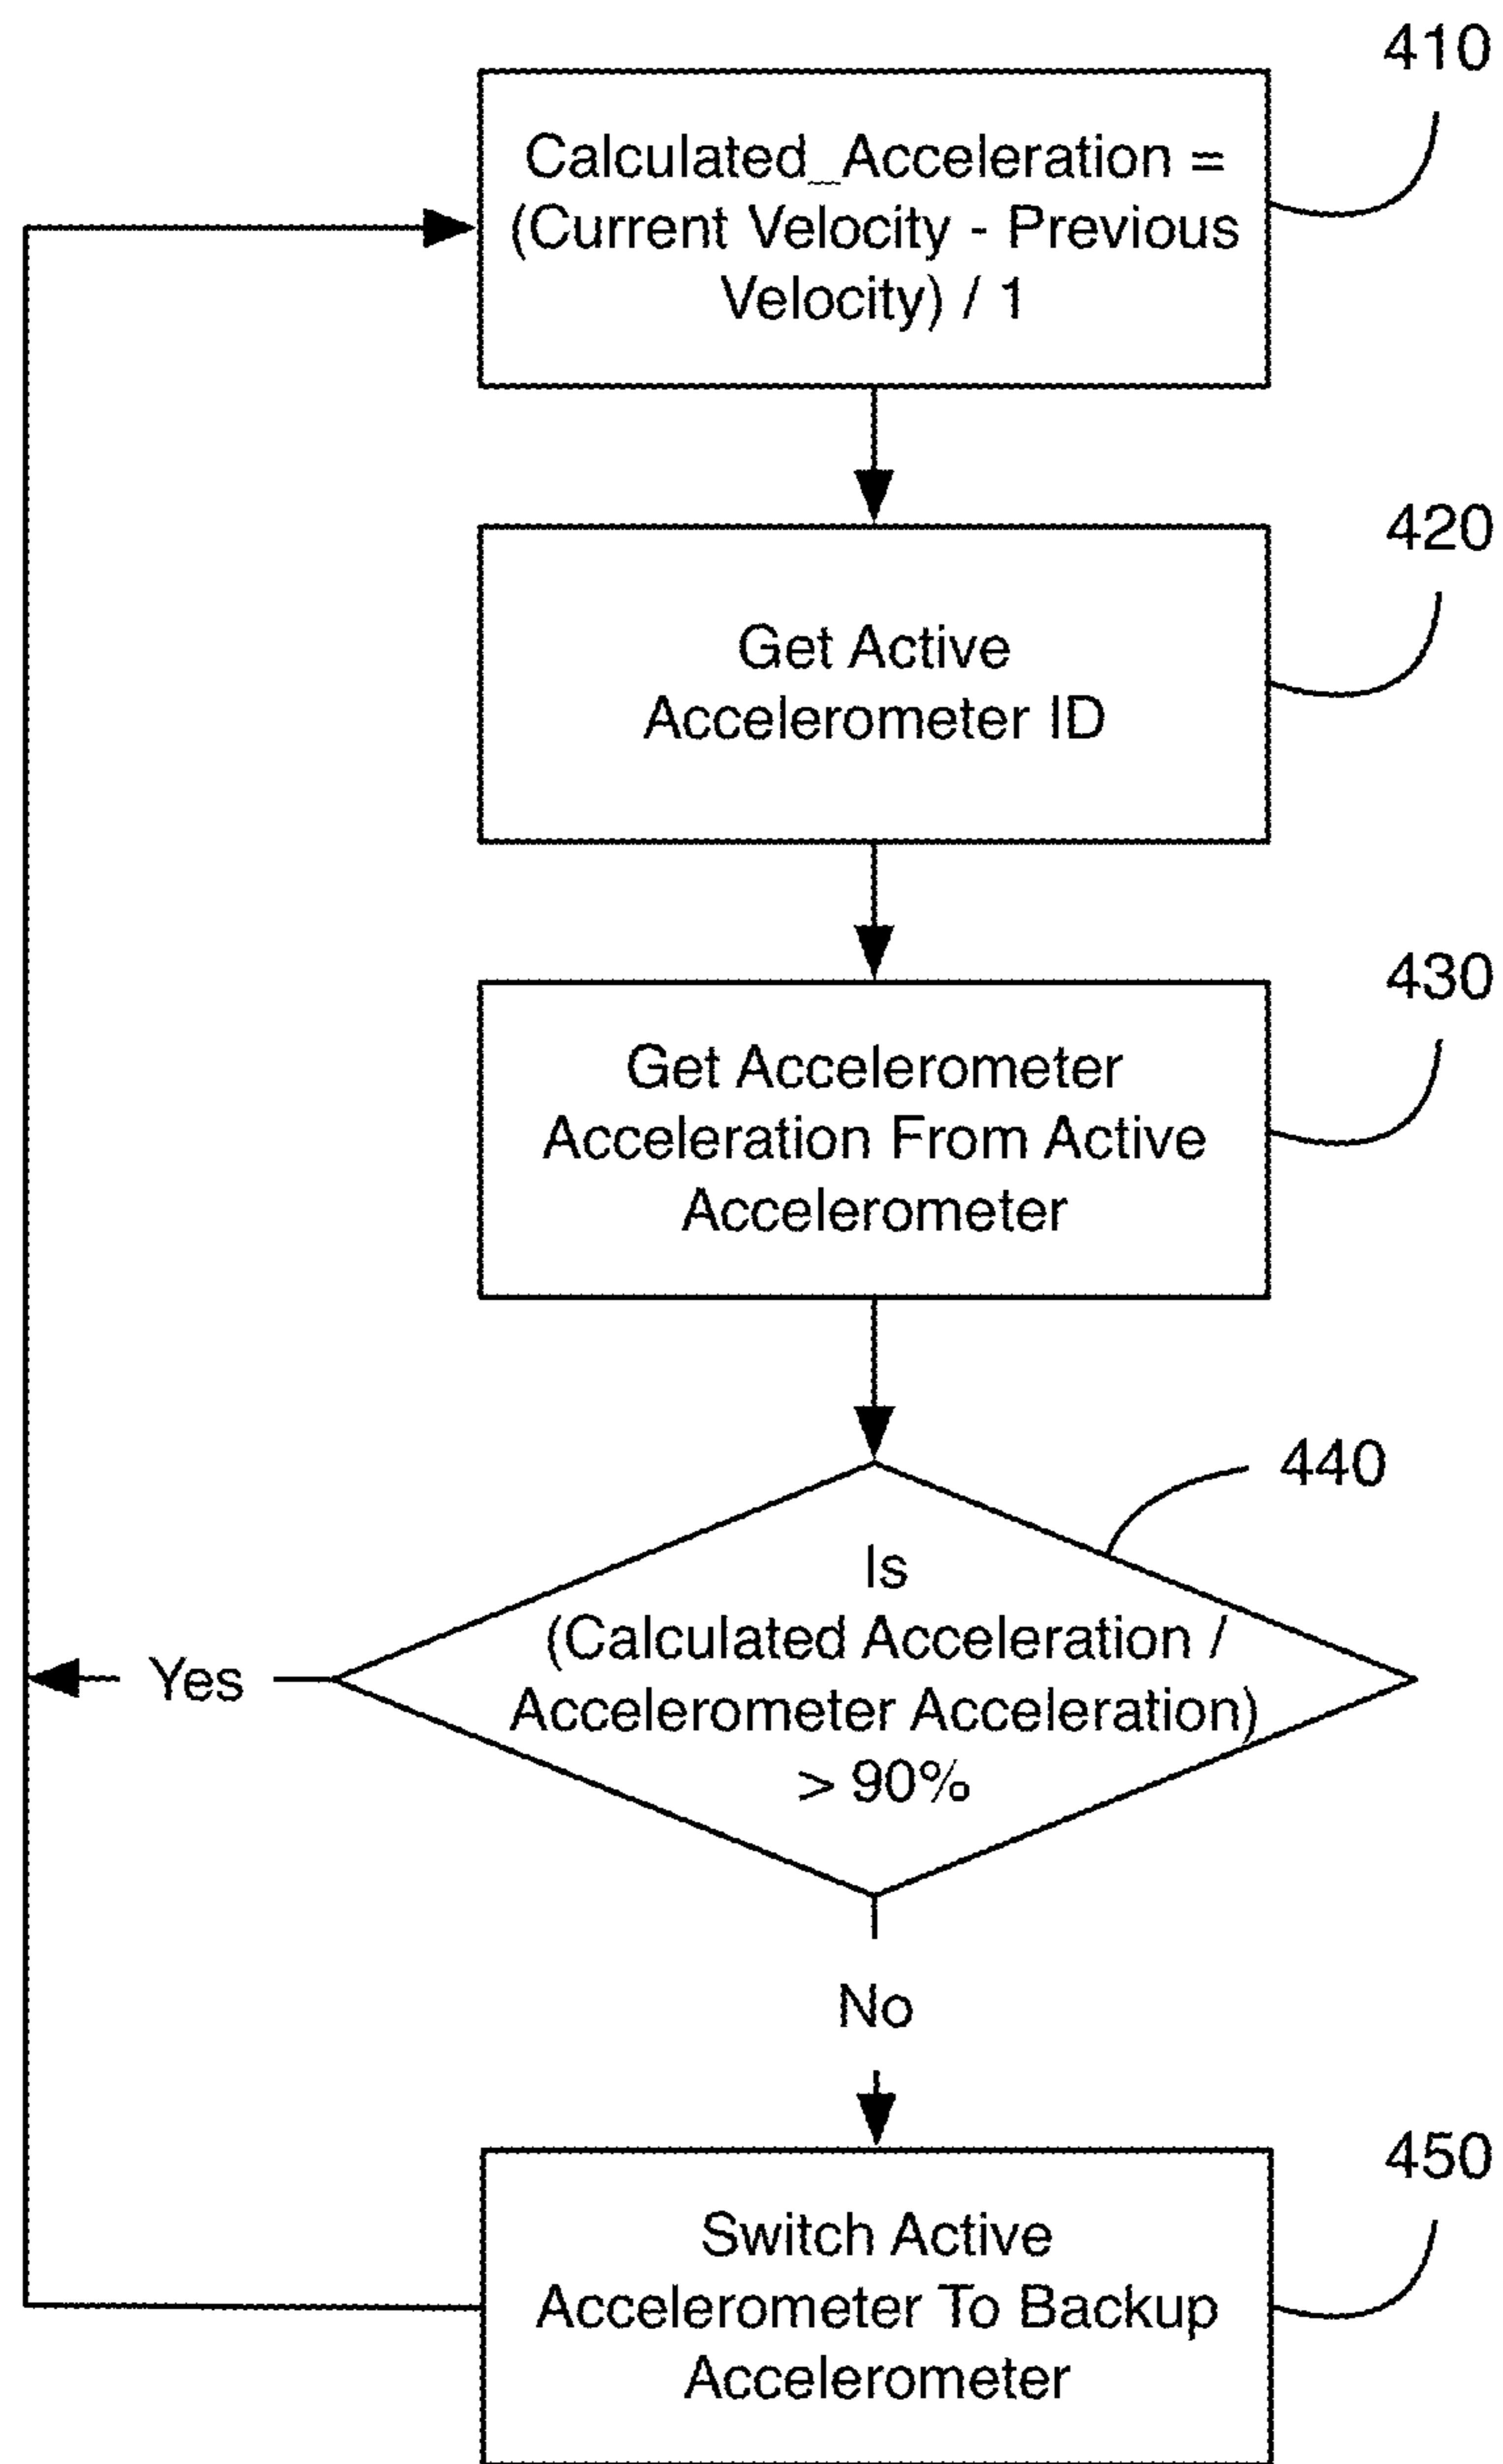 410
Calculated_Acceleration =
(Current Velocity - Previous
Velocity) / 1
420
Get Active
Accelerometer ID
430
Get Accelerometer
Acceleration From Active
Accelerometer
440
Is
(Calculated Acceleration /
Accelerometer Acceleration)
> 90%
Yes
No
450
Switch Active
Accelerometer To Backup
Accelerometer